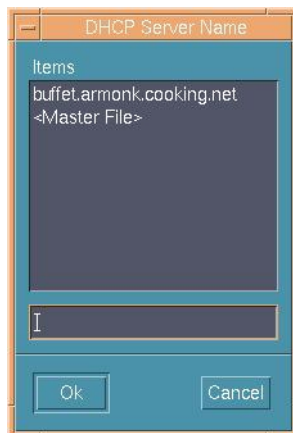 DHCP Server Name
Items
buffet.armonk.cooking.net
<Master File>
Ok
Cancel